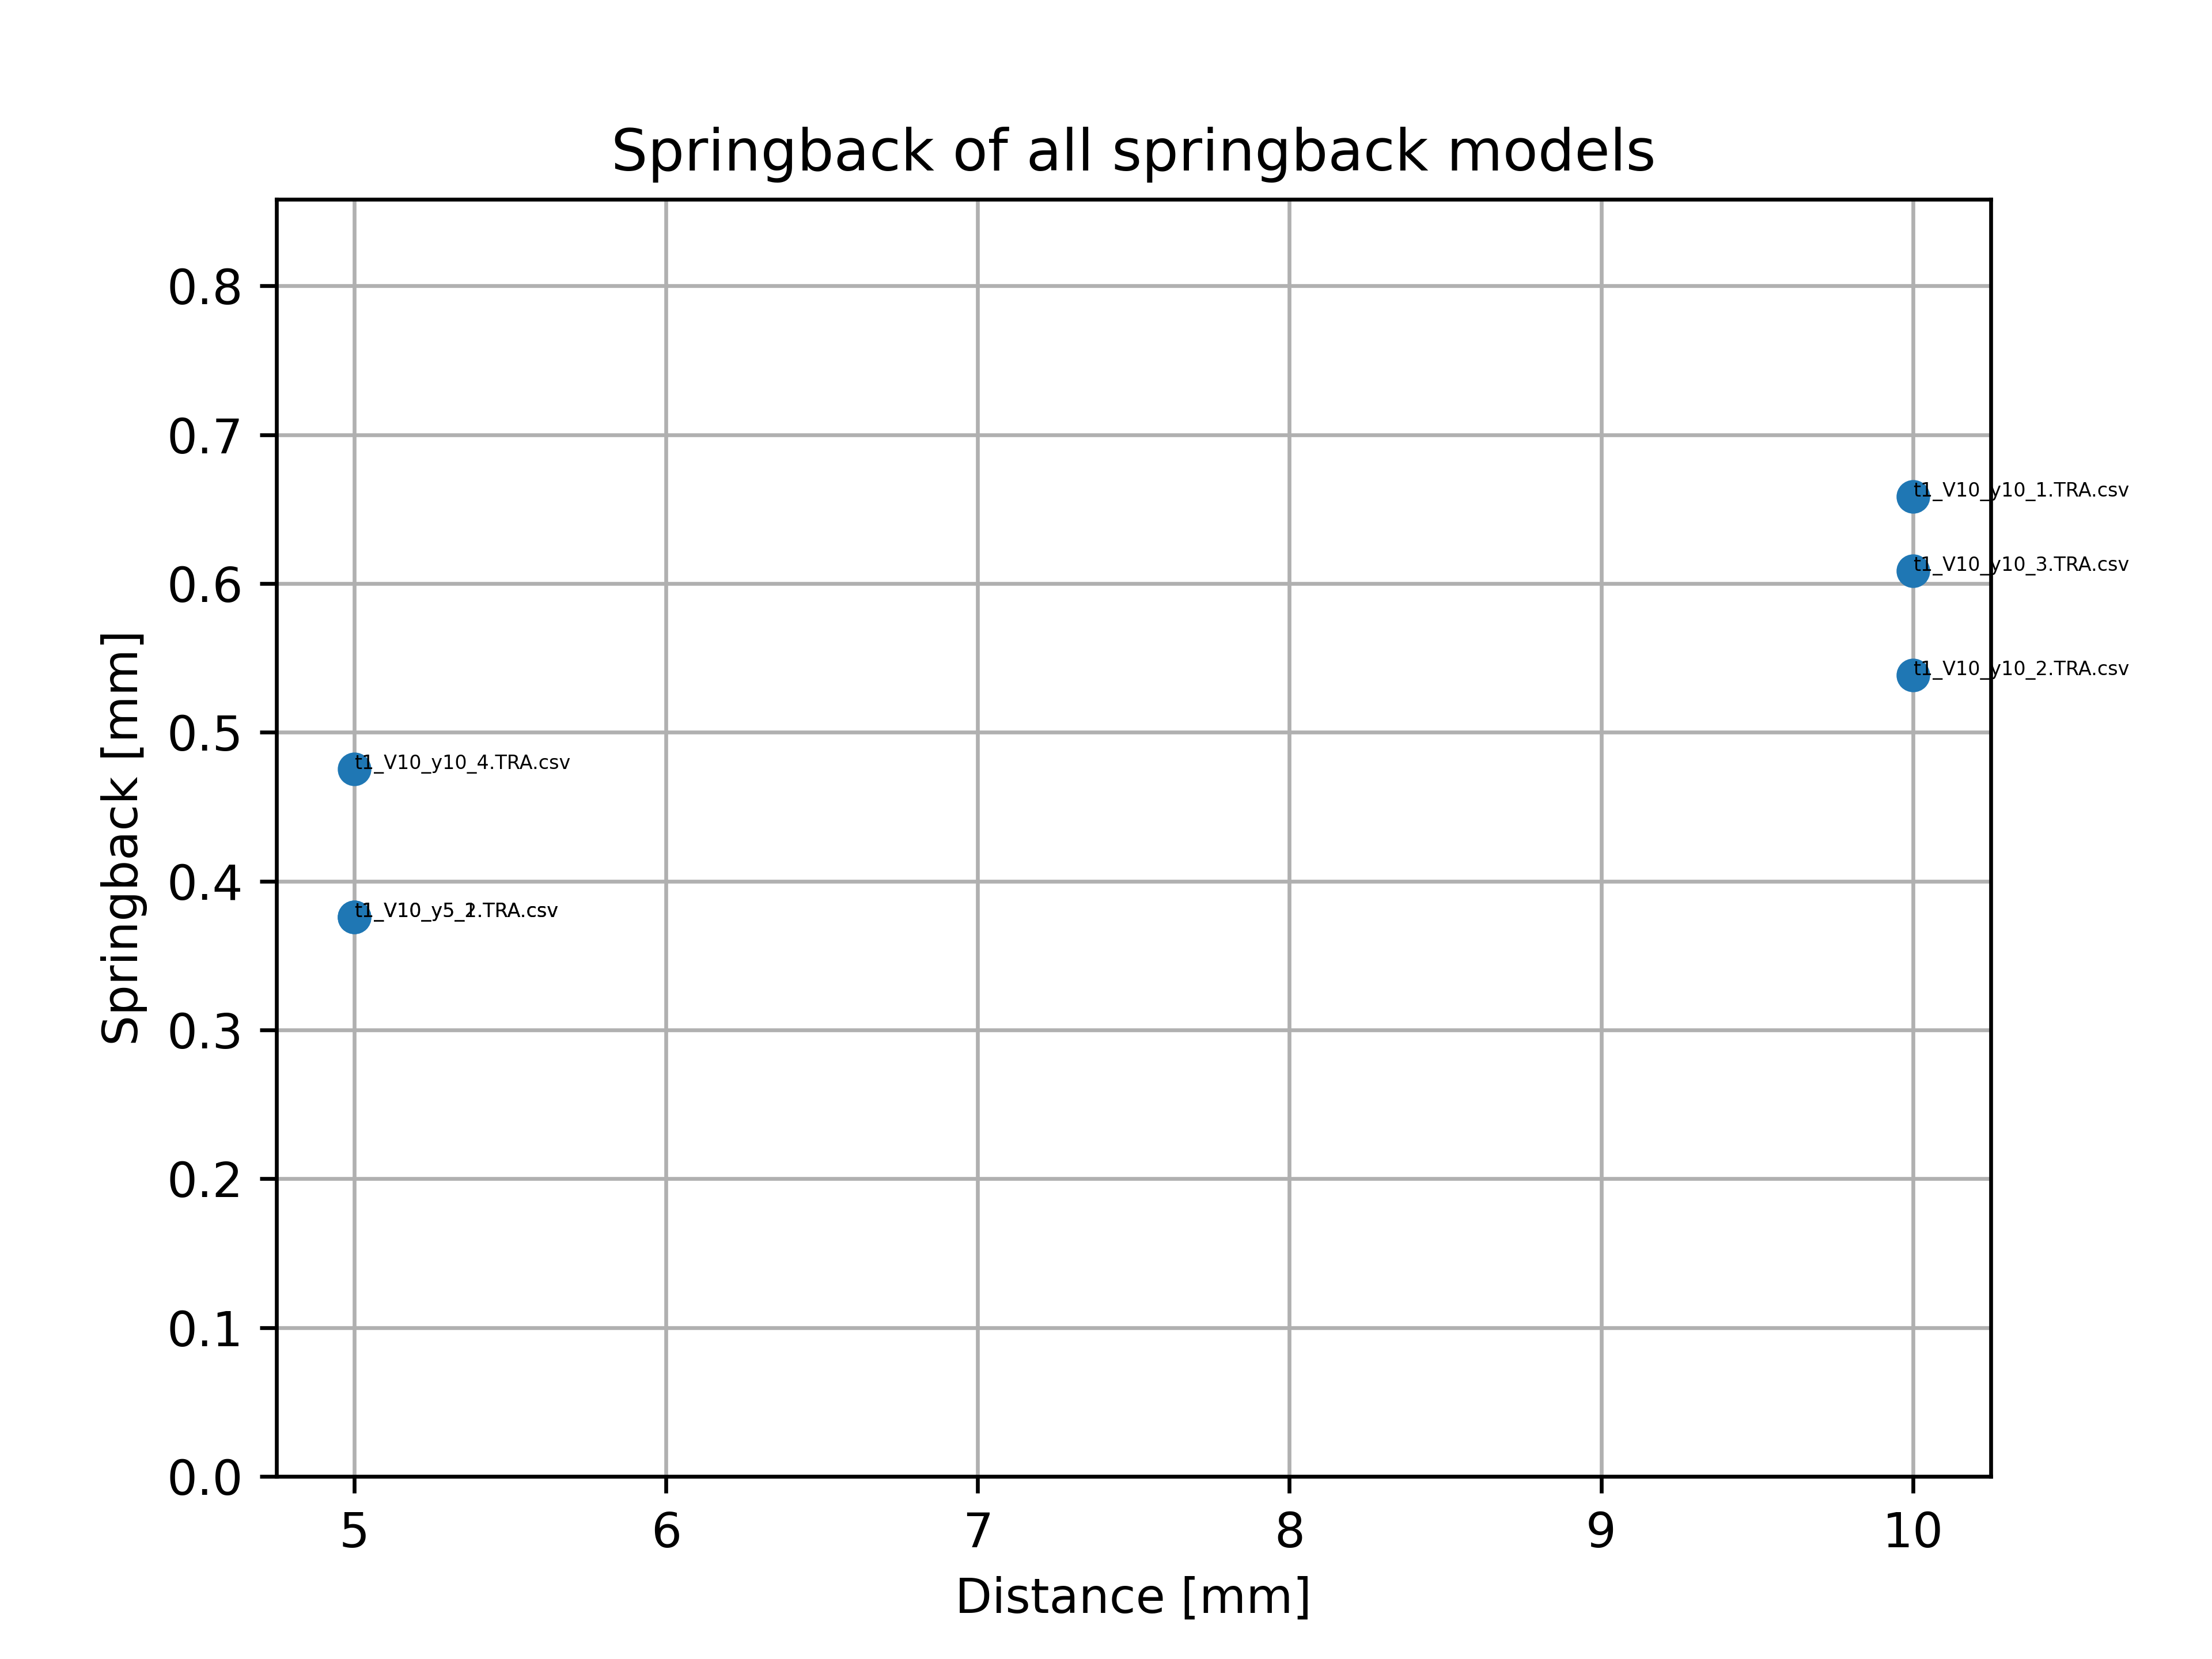 Springback of all springback models
Springback [mm]
0.8
0.7
0.6
0.5
0.4
0.3
0.2
0.1
0.0
t1_V10_y10_1.TRA.csv
t1_V10_y10_3.TRA.csv
t1_V10_y10_2.TRA.csv
t1_V10_y10_4.TRA.csv
5 6 7 8 9 10
Distance [mm]